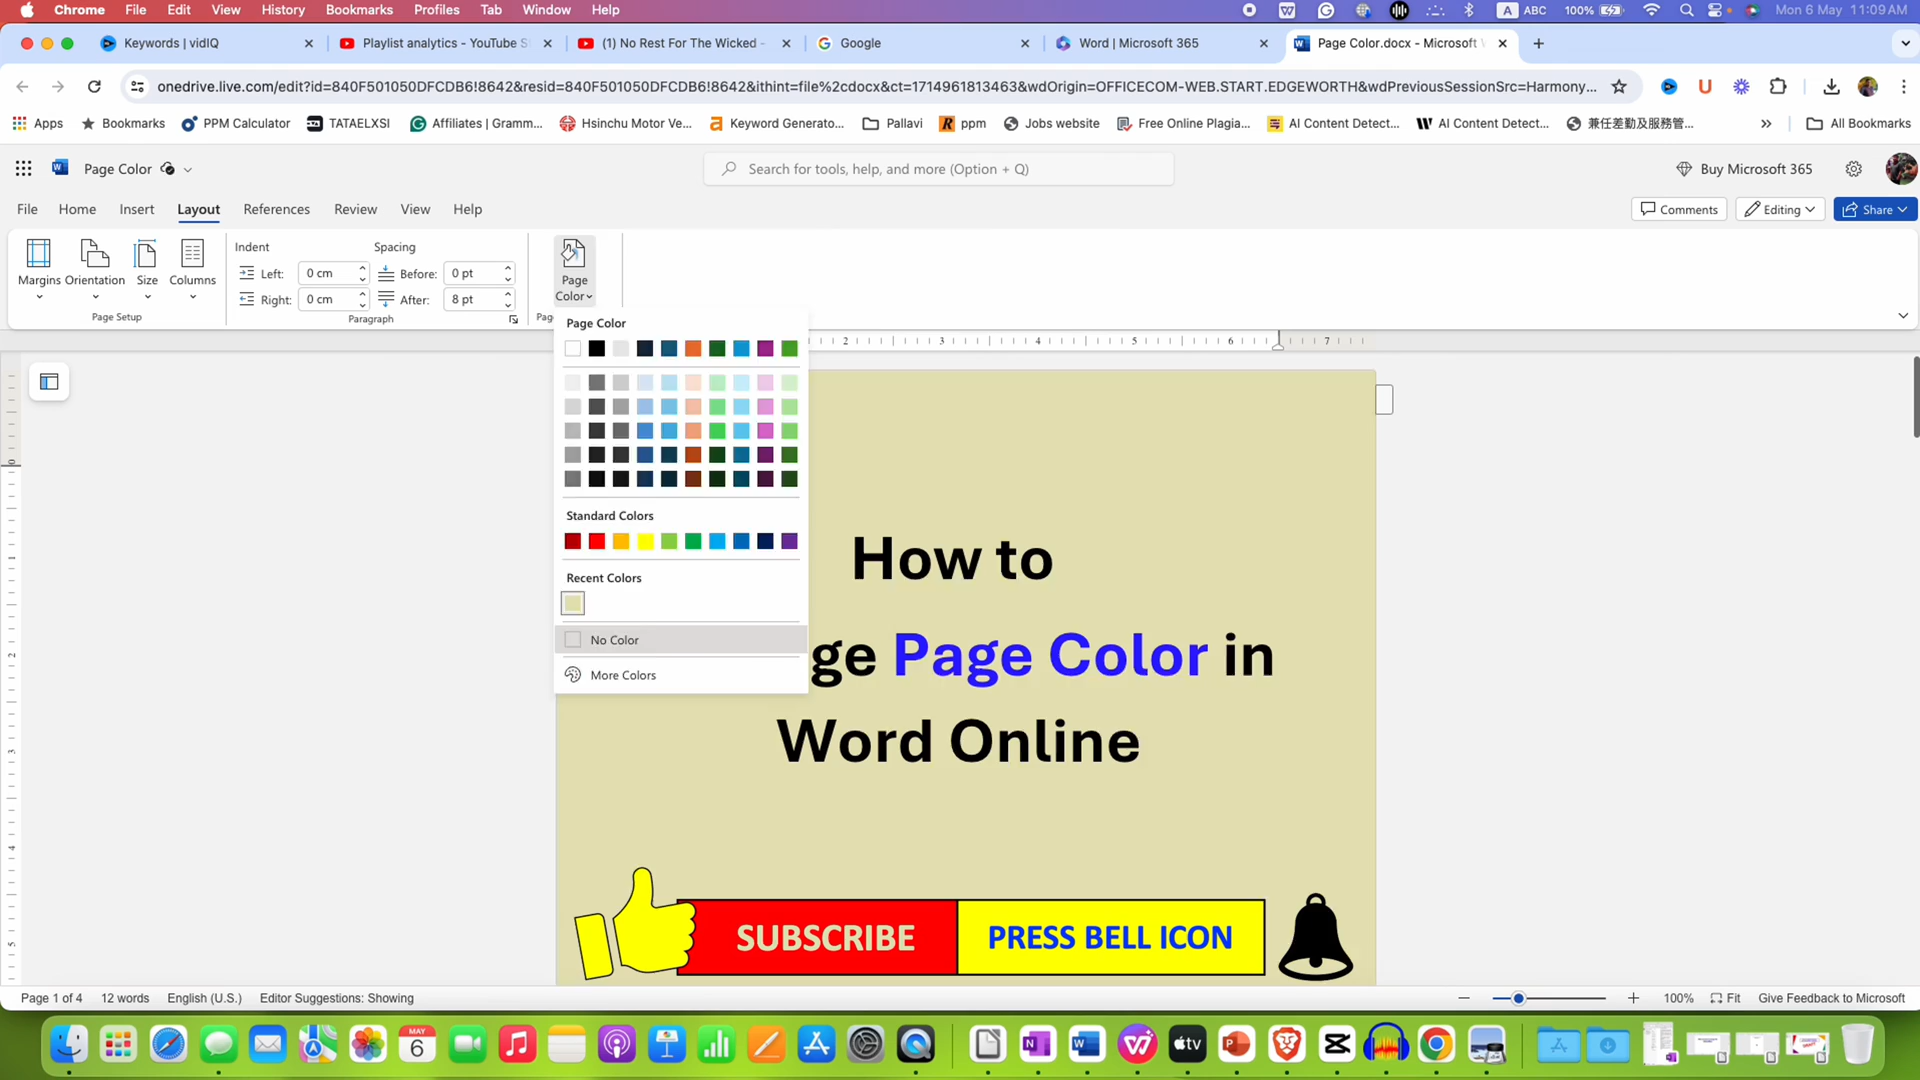 Chrome File Edit View History Bookmarks Profiles Tab Window Help ABC 100% Mon 6 May 11:09 AM
Keywords | vidIQ Playlist analytics - YouTube S (1) No Rest For The Wicked - Google Word | Microsoft 365 Page Color.docx - Microsoft W
onedrive.live.com/edit?id=840F501050DFCDB6!8642&resid=840F501050DFCDB6!8642&ithint=file%2cdocx&ct=1714961813463&wdOrigin=OFFICECOM-WEB.START.EDGEWORTH&wdPreviousSessionSrc=Harmony...
Apps Bookmarks PPM Calculator TATAELXSI Affiliates | Gramm... Hsinchu Motor Ve... Keyword Generato... Pallavi ppm Jobs website Free Online Plagia... AI Content Detect... AI Content Detect... 兼任差勤及服務管... All Bookmarks
Page Color Search for tools, help, and more (Option + Q) Buy Microsoft 365
File Home Insert Layout References Review View Help Comments Editing Share
Indent Spacing
Margins Orientation Size Columns Left: 0 cm Before: 0 pt Page Color
Right: 0 cm After: 8 pt
Page Setup Paragraph
Page Color
2 3 4 5 6 7
Standard Colors
Recent Colors
No Color
More Colors
How to
ge Page Color in
Word Online
SUBSCRIBE PRESS BELL ICON
Page 1 of 4 12 words English (U.S.) Editor Suggestions: Showing 100% Fit Give Feedback to Microsoft
MAY
6
tv